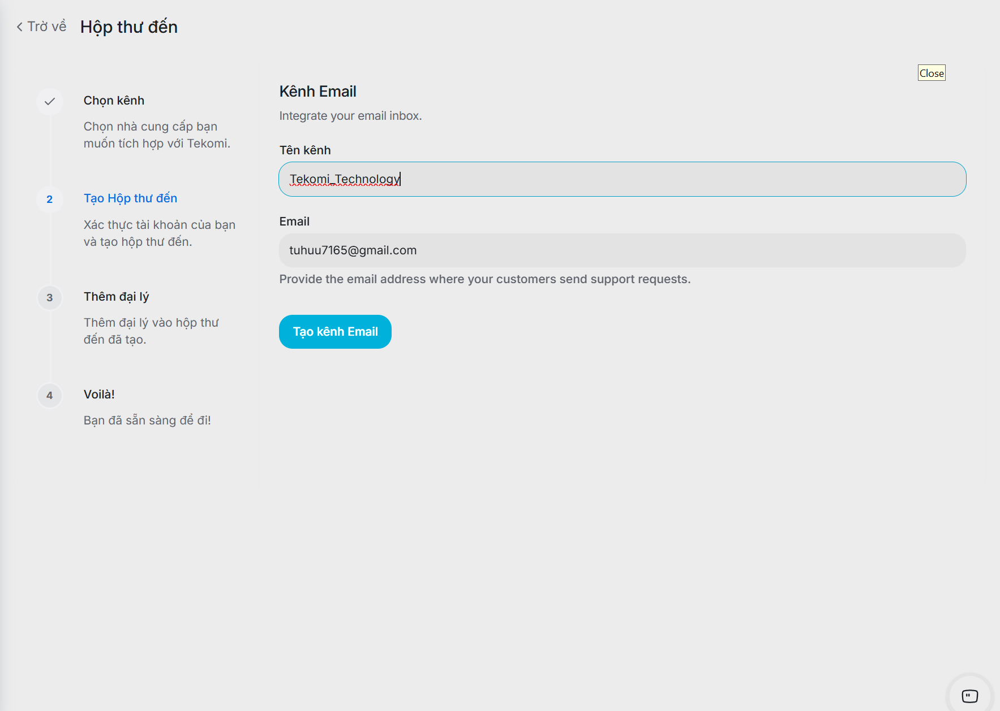 Trờ về
Hộp thư đến
Close
Chọn kênh
Chọn nhà cung cấp bạn
muốn tích hợp với Tekomi.
2
Tạo Hộp thư đến
Xác thực tài khoản của bạn
và tạo hộp thư đến.
3
Thêm đại lý
Thêm đại lý vào hộp thư
đến đã tạo.
4
Voilà!
Bạn đã sẵn sàng để đi!
Kênh Email
Integrate your email inbox.
Tên kênh
Tekomi_Technology
Email
tuhuu7165@gmail.com
Provide the email address where your customers send support requests.
Tạo kênh Email